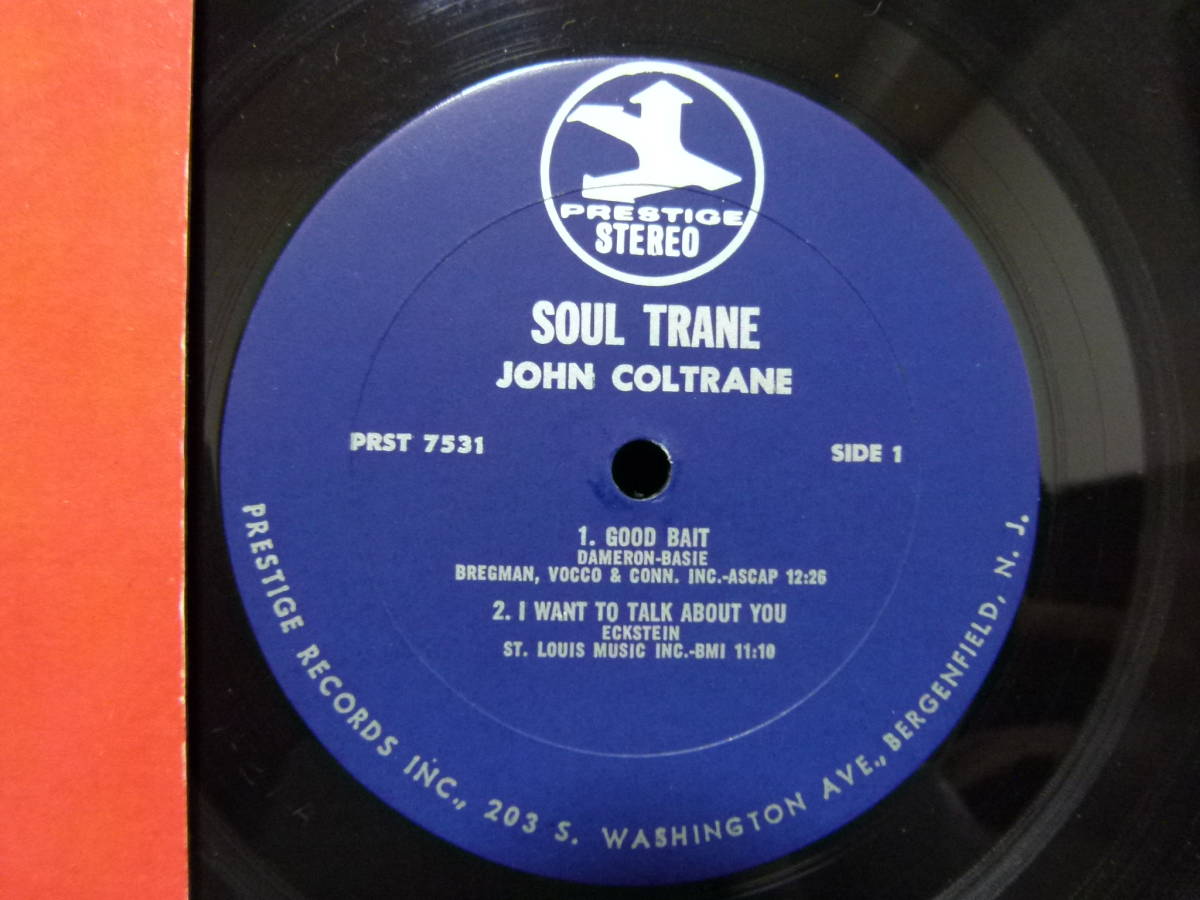 PRESTIGE
STEREO
SOUL TRANE
JOHN COLTRANE
PRST 7531
SIDE 1
1. GOOD BAIT
DAMERON-BASIE
BREGMAN, VOCCO & CONN. INC.-ASCAP 12:26
2. I WANT TO TALK ABOUT YOU
ECKSTEIN
ST. LOUIS MUSIC INC.-BMI 11:10
PRESTIGE RECORDS INC., 203 S. WASHINGTON AVE., BERGENFIELD, N. J.